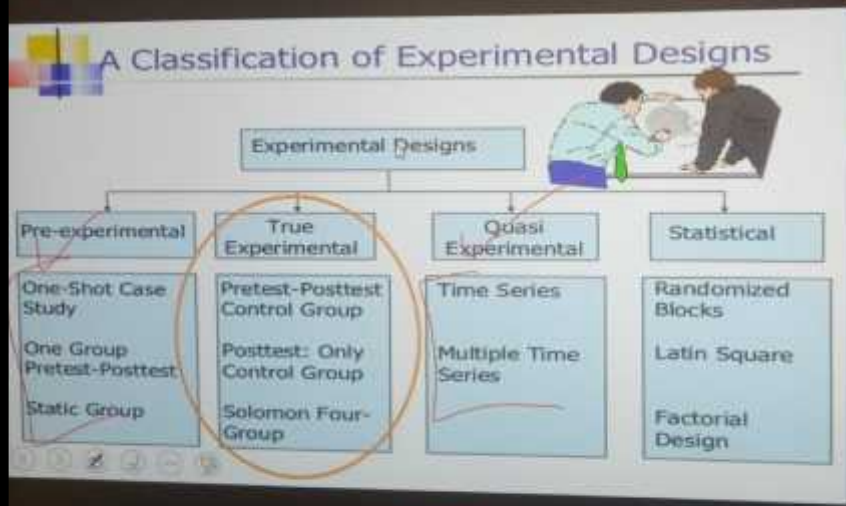 A Classification of Experimental Designs
Experimental Designs
Pre-experimental
True
Experimental
Quasi
Experimental
Statistical
One-Shot Case
Study
One Group
Pretest-Posttest
Static Group
Pretest-Posttest
Control Group
Posttest: Only
Control Group
Solomon Four-
Group
Time Series
Multiple Time
Series
Randomized
Blocks
Latin Square
Factorial
Design